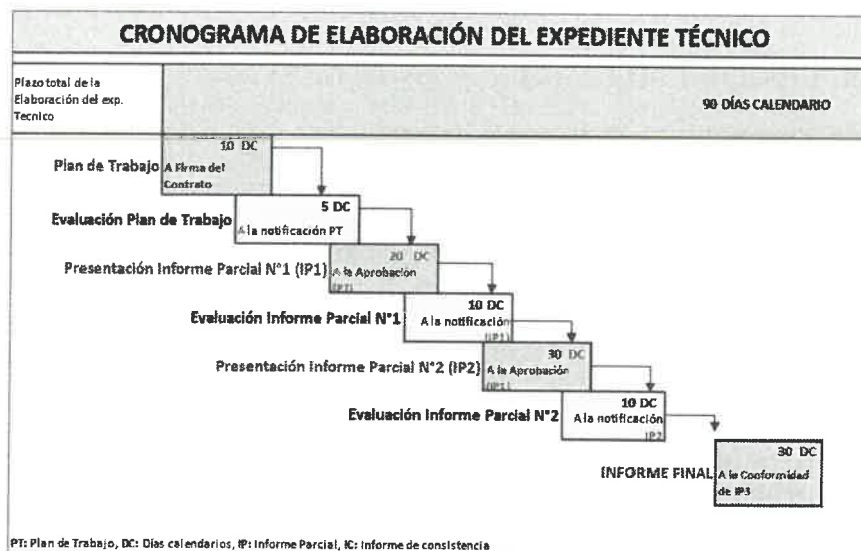 CRONOGRAMA DE ELABORACIÓN DEL EXPEDIENTE TÉCNICO
Plazo total de la
Elaboración del exp.
Tecnico
90 DÍAS CALENDARIO
Plan de Trabajo
10 DC
A Firma del
Contrato
Evaluación Plan de Trabajo
5 DC
A la notificación PT
Presentación Informe Parcial N°1 (IP1)
20 DC
A la Aprobación
Evaluación Informe Parcial N°1
10 DC
A la notificación
(IP1)
Presentación Informe Parcial N°2 (IP2)
30 DC
A la Aprobación
(IP1)
Evaluación Informe Parcial N°2
10 DC
A la notificación
IP2
INFORME FINAL
30 DC
A la Conformidad
de IP3
PT: Plan de Trabajo, DC: Días calendarios, IP: Informe Parcial, IC: Informe de consistencia